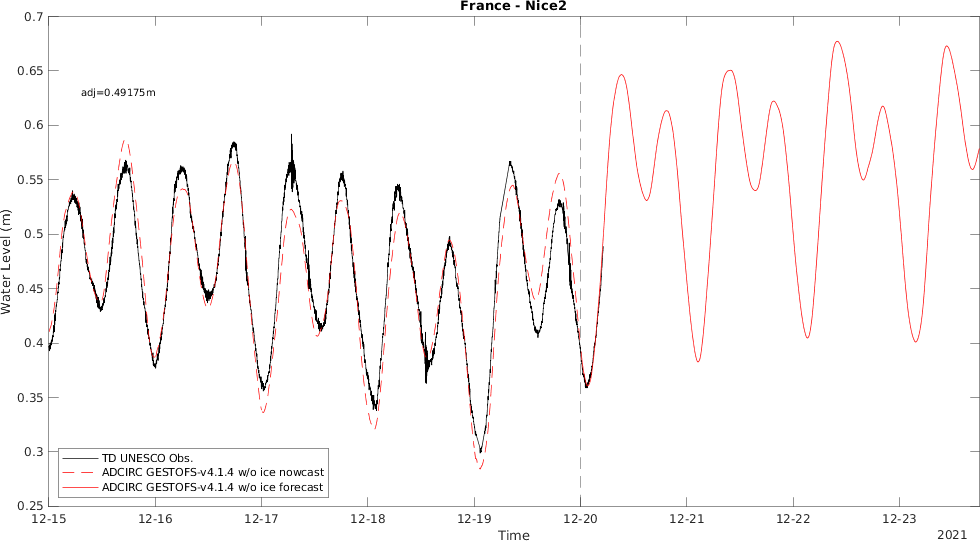 France - Nice2
0.7
0.65
0.6
0.55
0.5
0.45
0.4
0.35
0.3
0.25
Water Level (m)
adj=0.49175m
TD UNESCO Obs.
ADCIRC GESTOFS-v4.1.4 w/o ice nowcast
ADCIRC GESTOFS-v4.1.4 w/o ice forecast
12-15 12-16 12-17 12-18 12-19 12-20 12-21 12-22 12-23
Time
2021